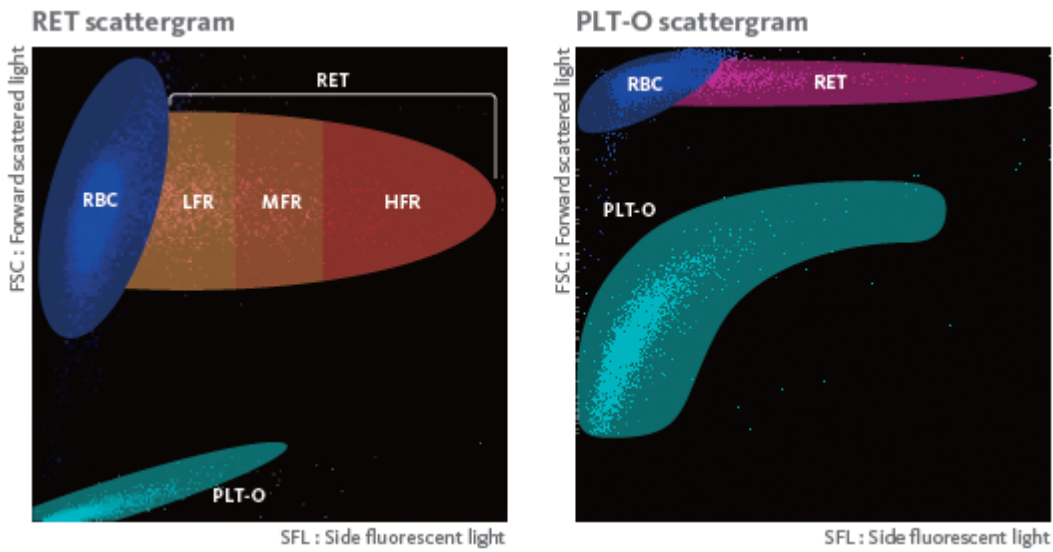 RET scattergram
FSC : Forward scattered light
RET
RBC
LFR
MFR
HFR
PLT-O
SFL : Side fluorescent light
PLT-O scattergram
FSC : Forward scattered light
RBC
RET
PLT-O
SFL : Side fluorescent light